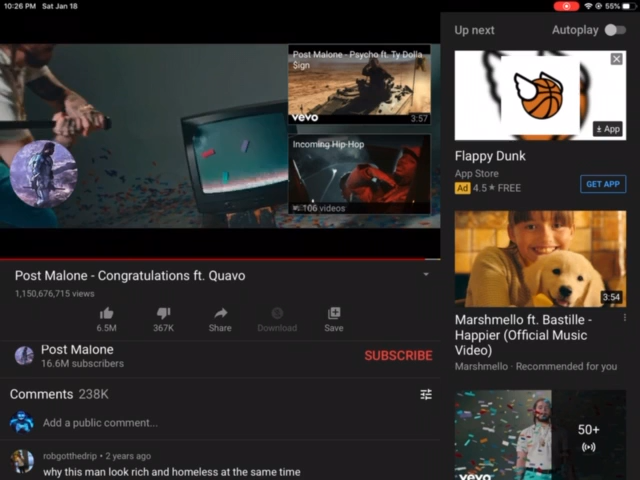 10:26 PM Sat Jan 18
55%
Post Malone - Psycho ft. Ty Dolla
$ign
vevo
3:57
Incoming Hip-Hop
106 videos
Post Malone - Congratulations ft. Quavo
1,150,676,715 views
6.5M
367K
Share
Download
Save
Post Malone
16.6M subscribers
SUBSCRIBE
Comments 238K
Add a public comment...
robgotthedrip • 2 years ago
why this man look rich and homeless at the same time
Up next
Autoplay
App
Flappy Dunk
App Store
Ad 4.5 ★ FREE
GET APP
3:54
Marshmello ft. Bastille -
Happier (Official Music
Video)
Marshmello · Recommended for you
50+
vevo